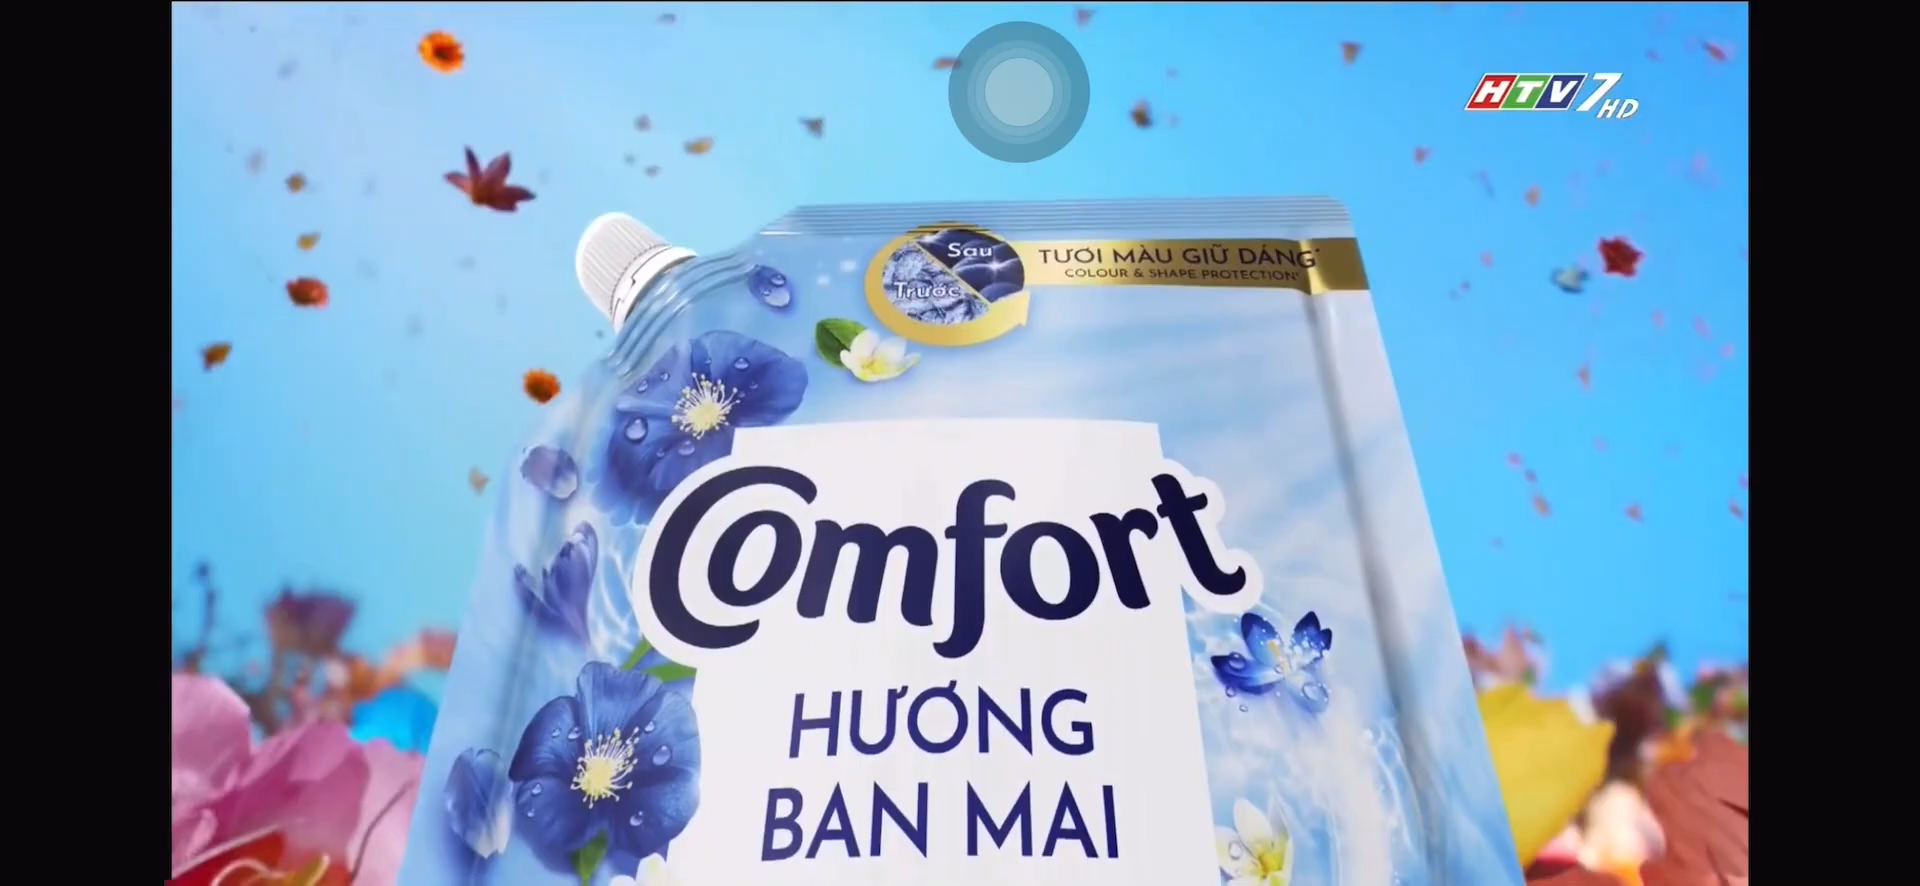 HTV7
HD
Sau
Trước
TƯƠI MÀU GIỮ DÁNG*
COLOUR & SHAPE PROTECTION*
Comfort
HƯƠNG
BAN MAI